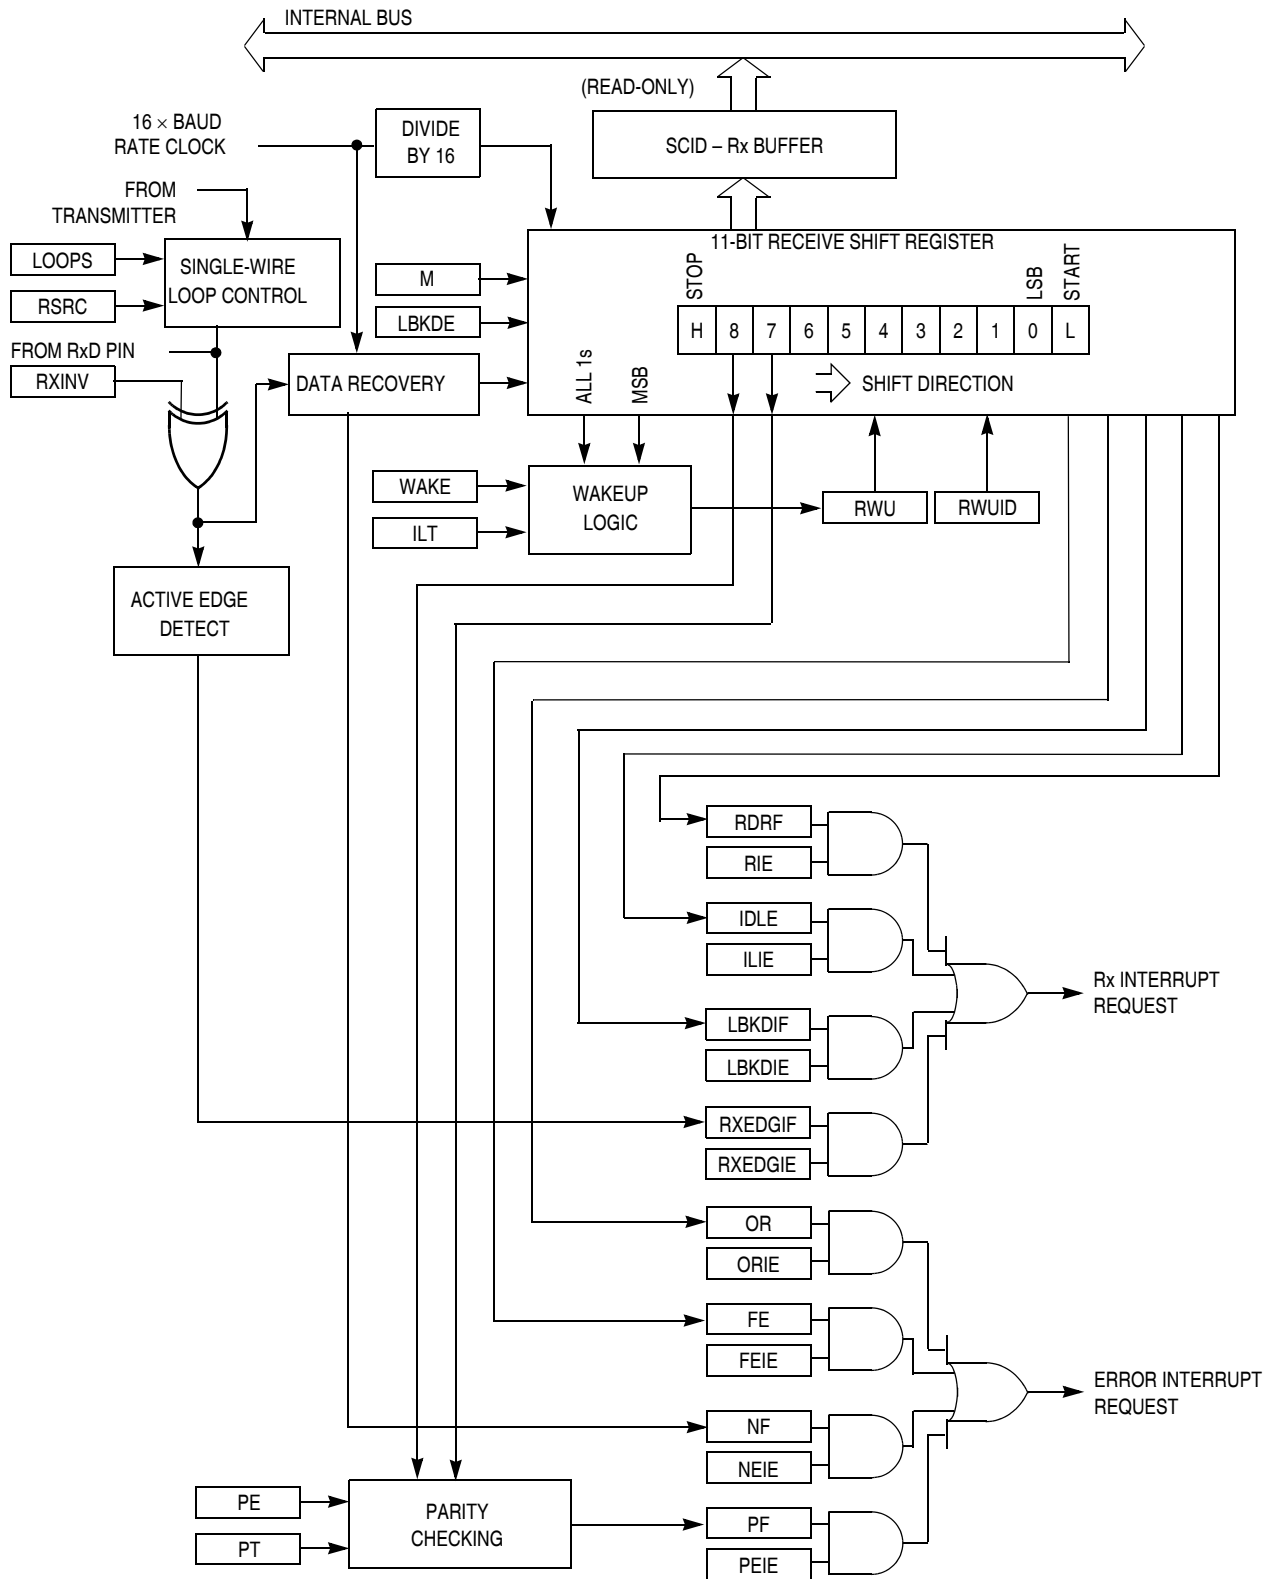 INTERNAL BUS
(READ-ONLY)
16 × BAUD
RATE CLOCK
DIVIDE
BY 16
SCID – Rx BUFFER
FROM
TRANSMITTER
11-BIT RECEIVE SHIFT REGISTER
LOOPS
RSRC
SINGLE-WIRE
LOOP CONTROL
M
LBKDE
STOP
LSB
START
H 8 7 6 5 4 3 2 1 0 L
FROM RxD PIN
RXINV
DATA RECOVERY
ALL 1s
MSB
SHIFT DIRECTION
WAKE
ILT
WAKEUP
LOGIC
RWU
RWUID
ACTIVE EDGE
DETECT
RDRF
RIE
IDLE
ILIE
Rx INTERRUPT
REQUEST
LBKDIF
LBKDIE
RXEDGIF
RXEDGIE
OR
ORIE
FE
FEIE
ERROR INTERRUPT
REQUEST
NF
NEIE
PE
PT
PARITY
CHECKING
PF
PEIE